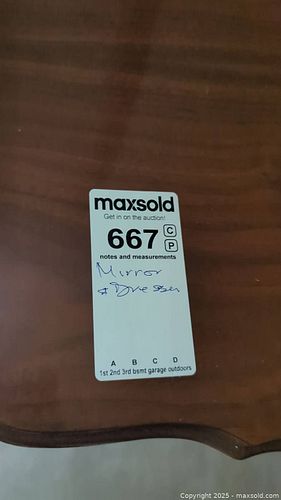 maxsold
Get in on the auction!
667 C
P
notes and measurements
Mirror
& Dresser
A B C D
1st 2nd 3rd bsmt garage outdoors
Copyright © 2025 - maxsold.com